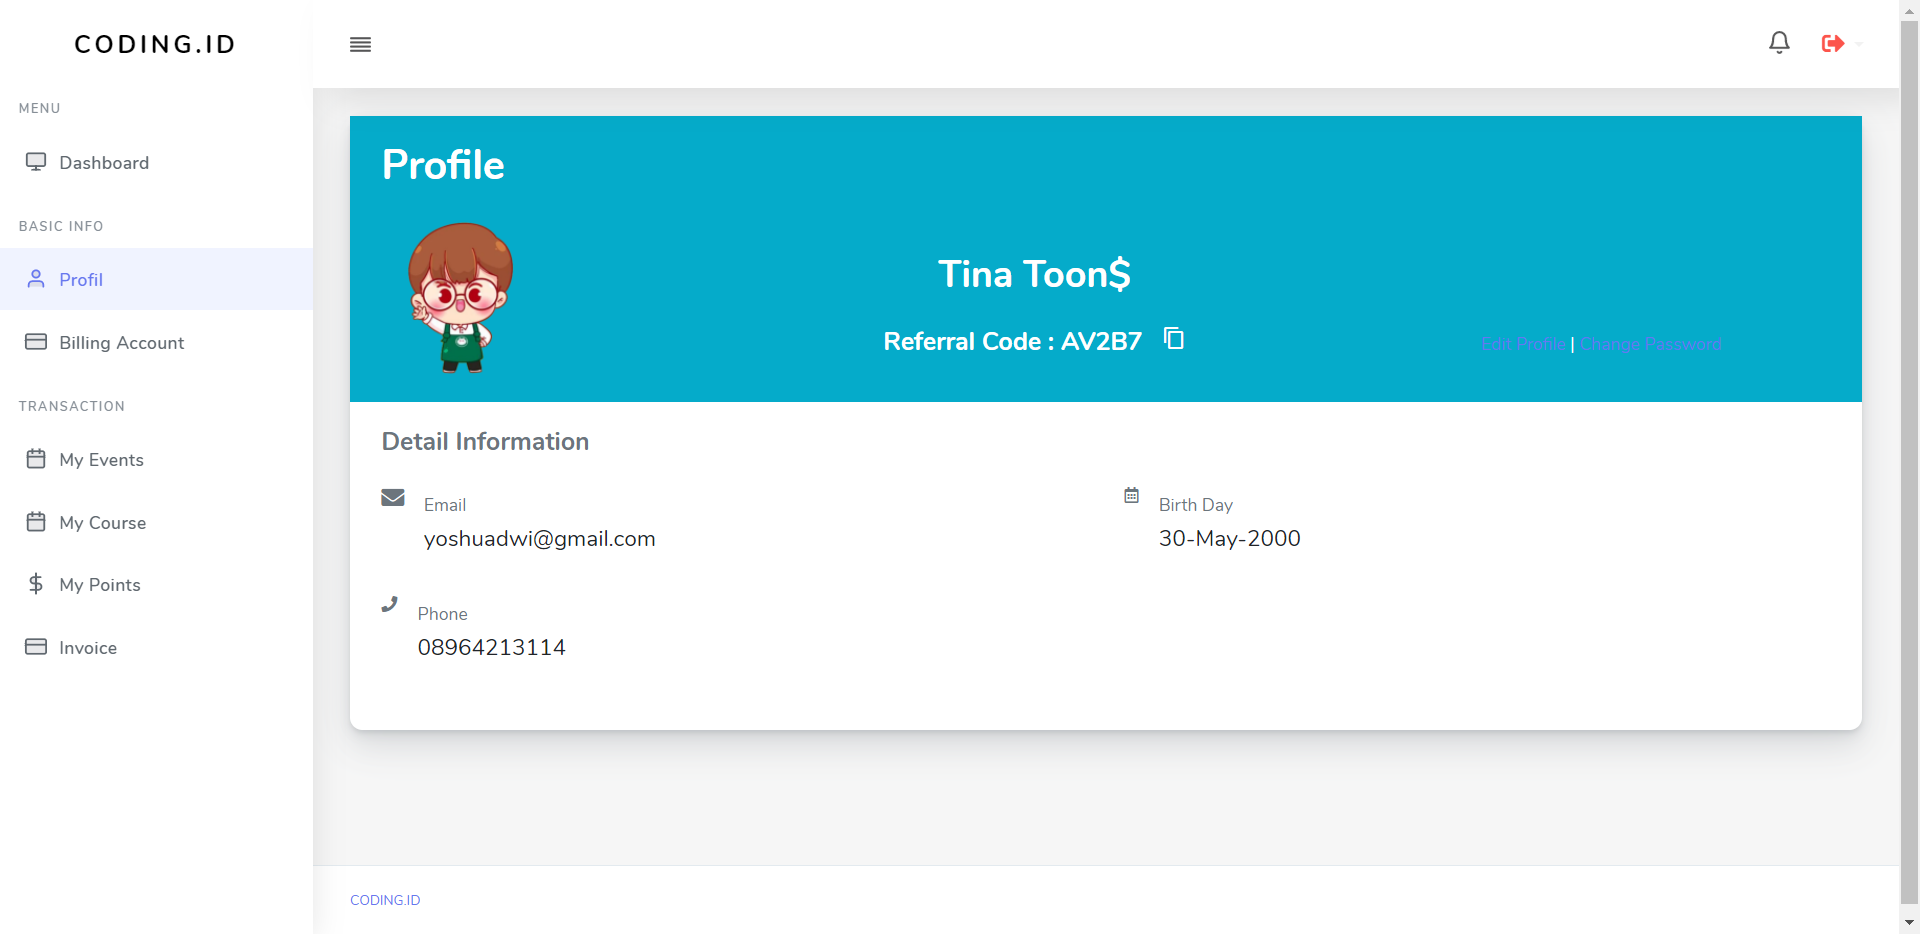 CODING.ID
MENU
Dashboard
BASIC INFO
Profil
Billing Account
TRANSACTION
My Events
My Course
My Points
Invoice
Profile
Tina Toon$
Referral Code : AV2B7
Edit Profile | Change Password
Detail Information
Email
yoshuadwi@gmail.com
Birth Day
30-May-2000
Phone
08964213114
CODING.ID